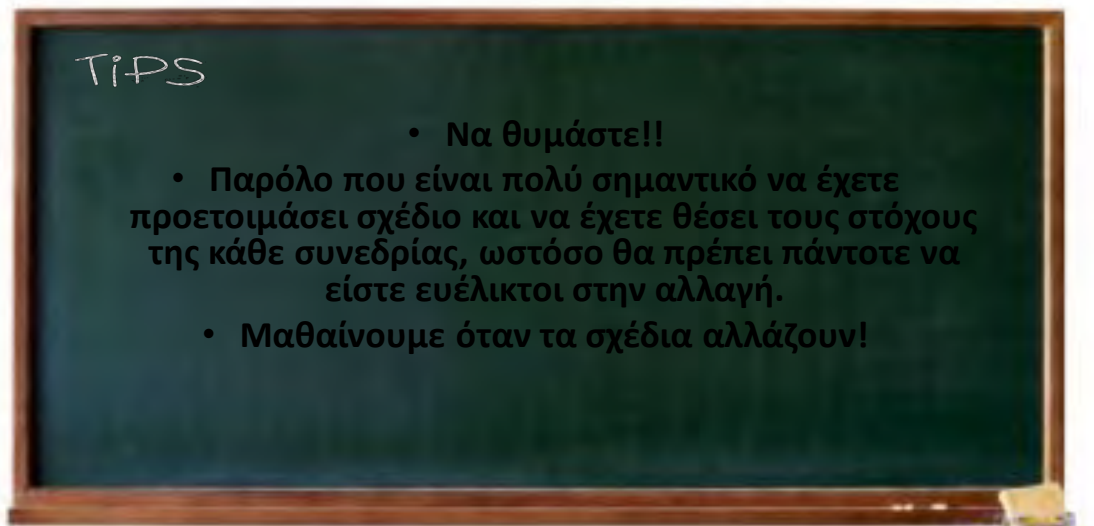 TiPS
• Να θυμάστε!!
• Παρόλο που είναι πολύ σημαντικό να έχετε
προετοιμάσει σχέδιο και να έχετε θέσει τους στόχους
της κάθε συνεδρίας, ωστόσο θα πρέπει πάντοτε να
είστε ευέλικτοι στην αλλαγή.
• Μαθαίνουμε όταν τα σχέδια αλλάζουν!